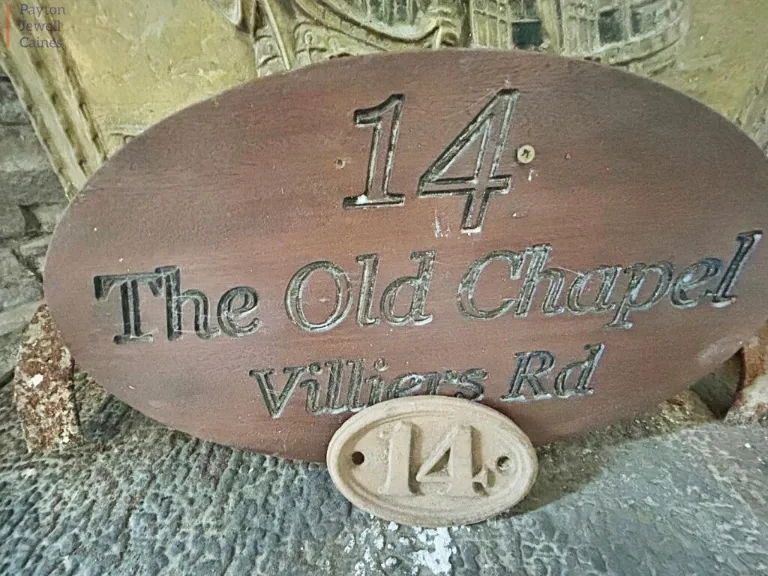 Payton
Jewell
Caines
14
The Old Chapel
Villiers Rd
14